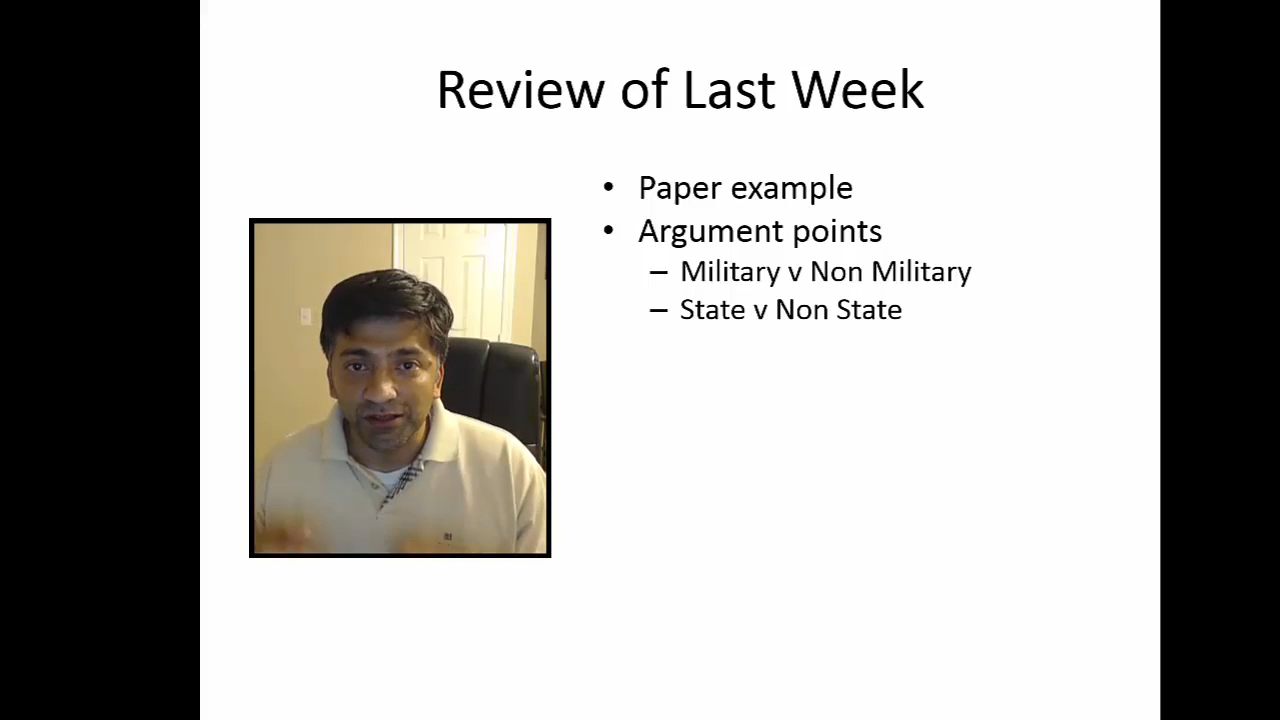 Review of Last Week
• Paper example
• Argument points
– Military v Non Military
– State v Non State